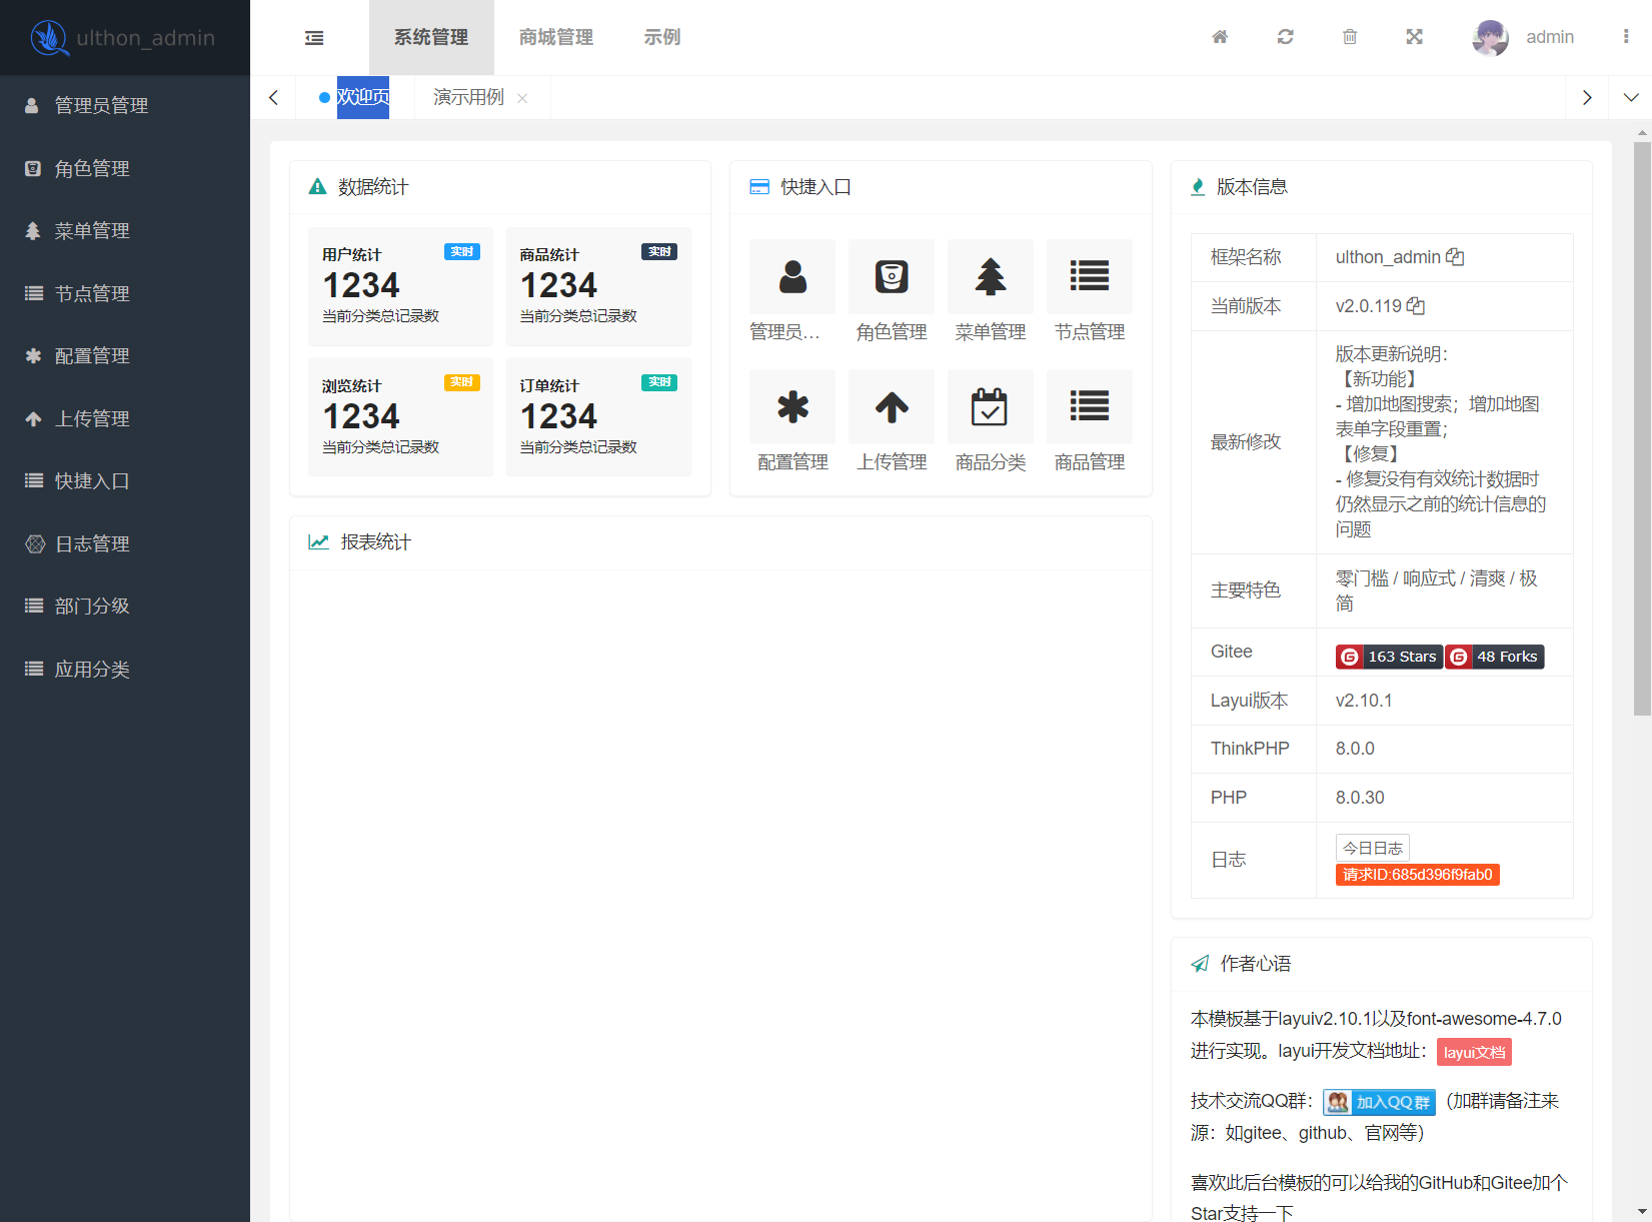 ulthon_admin
系统管理
商城管理
示例
admin
管理员管理
角色管理
菜单管理
节点管理
配置管理
上传管理
快捷入口
日志管理
部门分级
应用分类
欢迎页
演示用例
数据统计
用户统计
实时
1234
当前分类总记录数
商品统计
实时
1234
当前分类总记录数
浏览统计
实时
1234
当前分类总记录数
订单统计
实时
1234
当前分类总记录数
快捷入口
管理员...
角色管理
菜单管理
节点管理
配置管理
上传管理
商品分类
商品管理
报表统计
版本信息
框架名称
ulthon_admin
当前版本
v2.0.119
最新修改
版本更新说明：
【新功能】
- 增加地图搜索；增加地图
表单字段重置；
【修复】
- 修复没有有效统计数据时
仍然显示之前的统计信息的
问题
主要特色
零门槛 / 响应式 / 清爽 / 极
简
Gitee
163 Stars
48 Forks
Layui版本
v2.10.1
ThinkPHP
8.0.0
PHP
8.0.30
日志
今日日志
请求ID:685d396f9fab0
作者心语
本模板基于layuiv2.10.1以及font-awesome-4.7.0
进行实现。layui开发文档地址：layui文档
技术交流QQ群：加入QQ群（加群请备注来
源：如gitee、github、官网等）
喜欢此后台模板的可以给我的GitHub和Gitee加个
Star支持一下